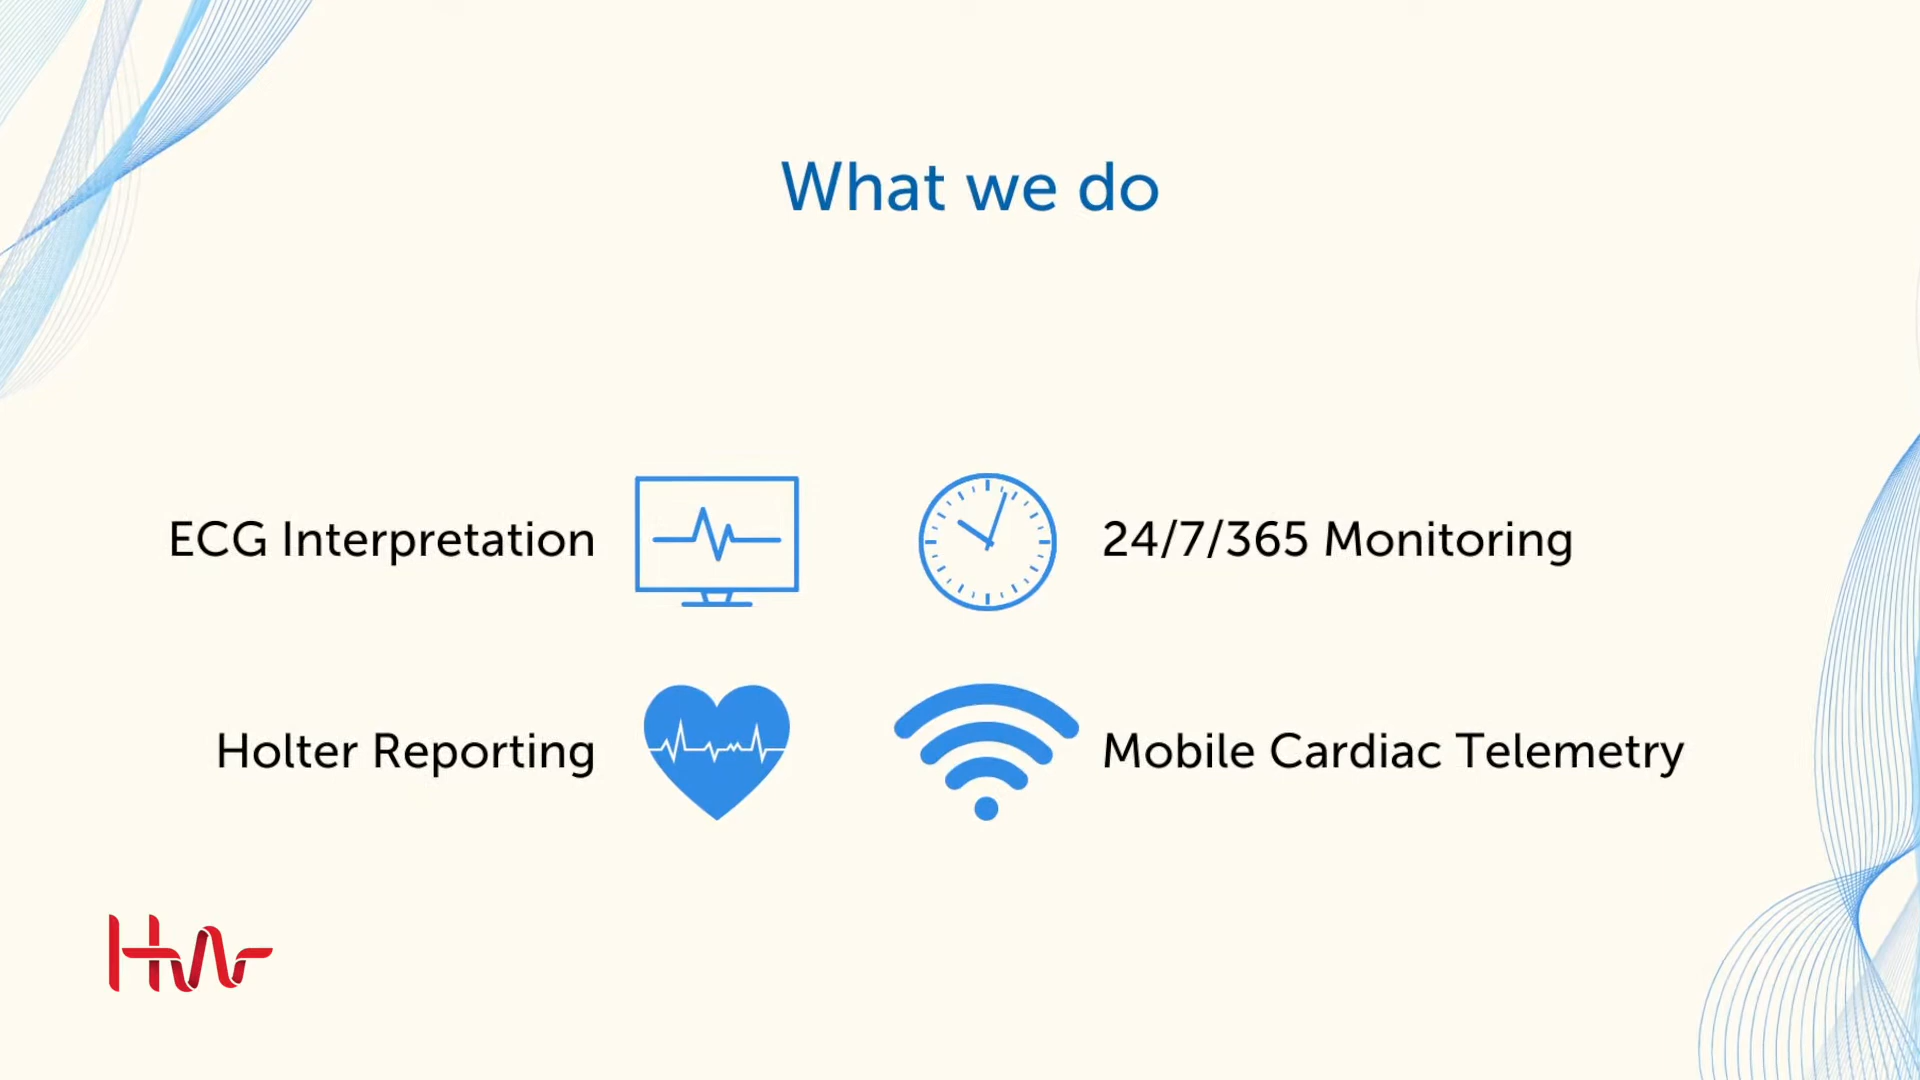 What we do
ECG Interpretation
24/7/365 Monitoring
Holter Reporting
Mobile Cardiac Telemetry